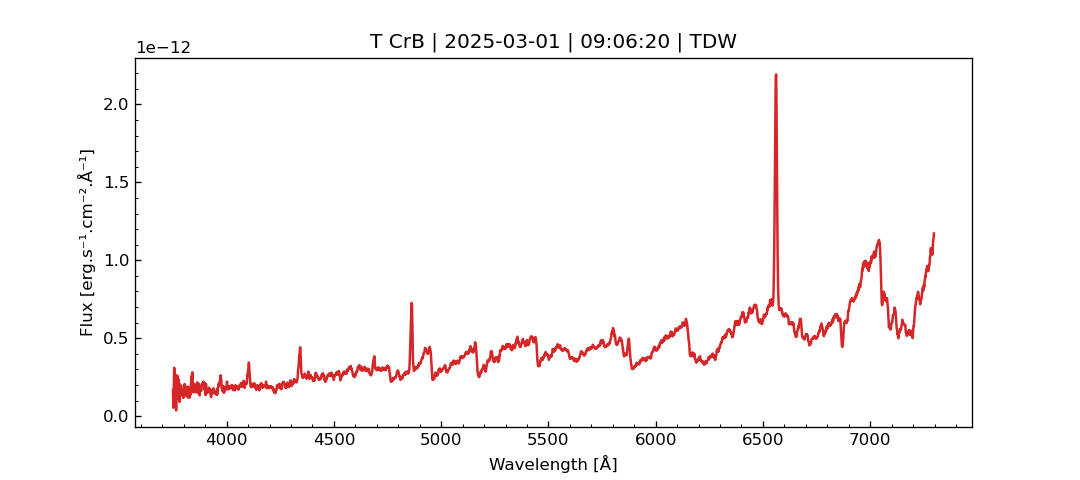 T CrB | 2025-03-01 | 09:06:20 | TDW
1e−12
2.0
1.5
1.0
0.5
0.0
Flux [erg.s⁻¹.cm⁻².Å⁻¹]
4000 4500 5000 5500 6000 6500 7000
Wavelength [Å]